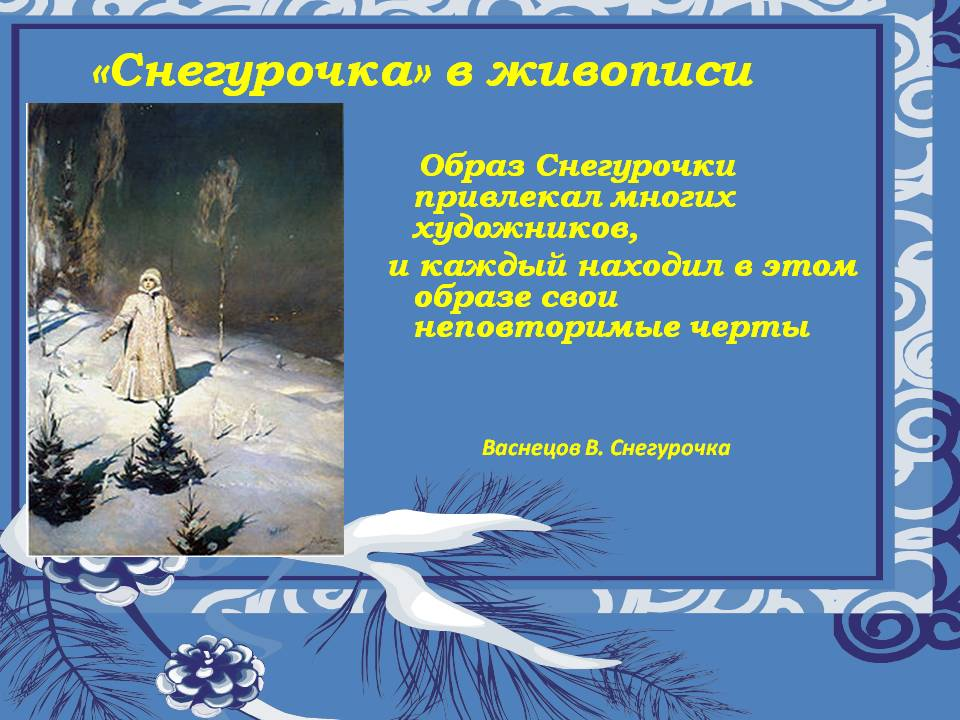 «Снегурочка» в живописи
Образ Снегурочки
привлекал многих
художников,
и каждый находил в этом
образе свои
неповторимые черты
Васнецов В. Снегурочка